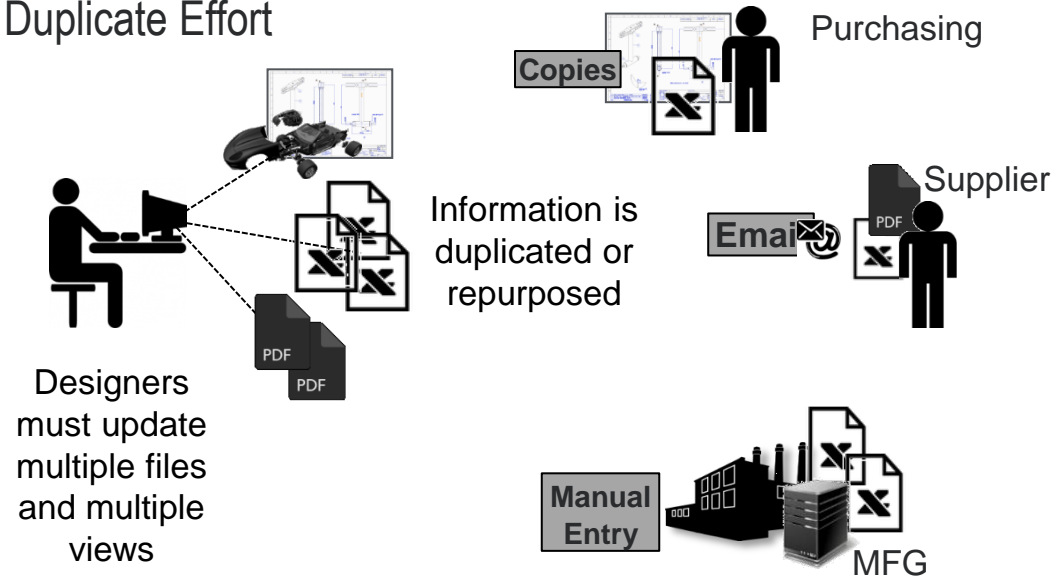 Duplicate Effort
Purchasing
Copies
Supplier
PDF
Information is
duplicated or
repurposed
Emai
@
PDF
PDF
Designers
must update
multiple files
and multiple
views
Manual
Entry
MFG